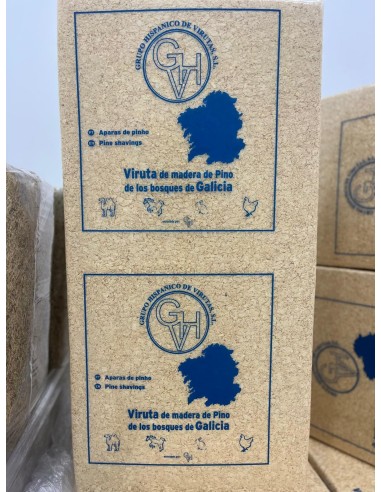 GRUPO HISPANICO DE VIRUTAS, S.L.
GHV
Aparas de pinho
Pine shavings
Viruta de madera de Pino
de los bosques de Galicia
GRUPO HISPANICO DE VIRUTAS, S.L.
GHV
Aparas de pinho
Pine shavings
Viruta de madera de Pino
de los bosques de Galicia